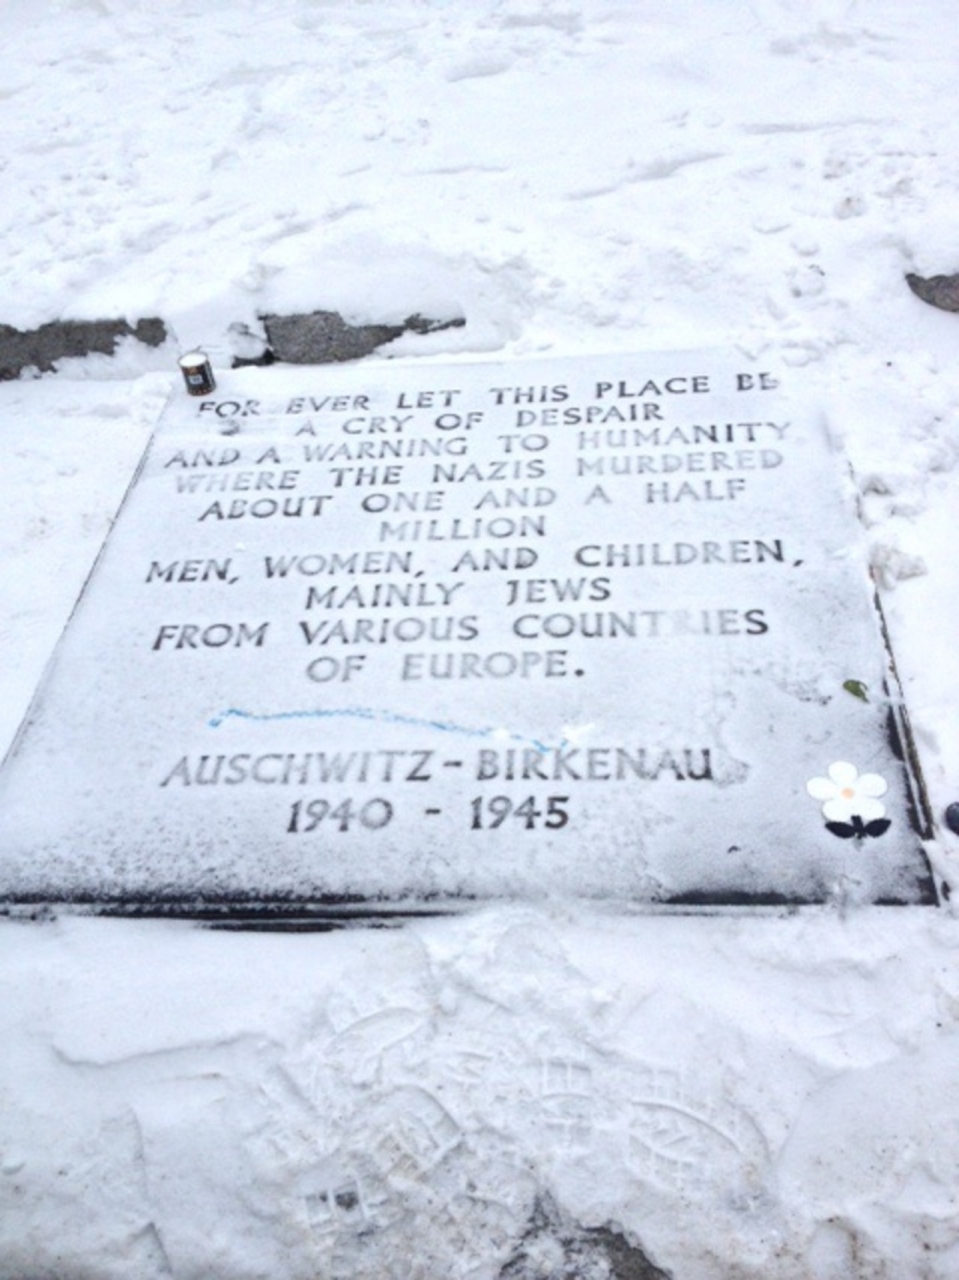 FOR EVER LET THIS PLACE BE
A CRY OF DESPAIR
AND A WARNING TO HUMANITY
WHERE THE NAZIS MURDERED
ABOUT ONE AND A HALF
MILLION
MEN, WOMEN, AND CHILDREN,
MAINLY JEWS
FROM VARIOUS COUNTRIES
OF EUROPE.
AUSCHWITZ - BIRKENAU
1940 - 1945